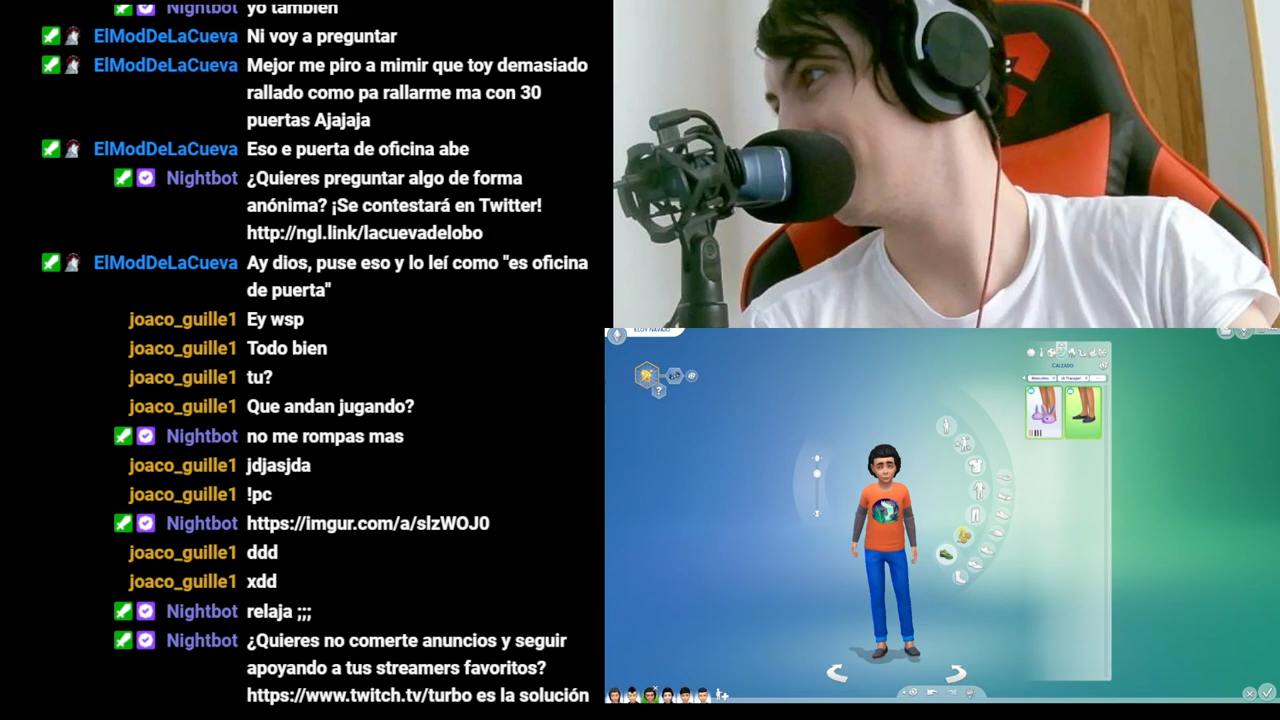 Nightbot yo también
ElModDeLaCueva Ni voy a preguntar
ElModDeLaCueva Mejor me piro a mimir que toy demasiado
rallado como pa rallarme ma con 30
puertas Ajajaja
ElModDeLaCueva Eso e puerta de oficina abe
Nightbot ¿Quieres preguntar algo de forma
anónima? ¡Se contestará en Twitter!
http://ngl.link/lacuevadelobo
ElModDeLaCueva Ay dios, puse eso y lo leí como "es oficina
de puerta"
joaco_guille1 Ey wsp
joaco_guille1 Todo bien
joaco_guille1 tu?
joaco_guille1 Que andan jugando?
Nightbot no me rompas mas
joaco_guille1 jdjasjda
joaco_guille1 !pc
Nightbot https://imgur.com/a/slzWOJ0
joaco_guille1 ddd
joaco_guille1 xdd
Nightbot relaja ;;;
Nightbot ¿Quieres no comerte anuncios y seguir
apoyando a tus streamers favoritos?
https://www.twitch.tv/turbo es la solución
ELOY NAVAJO
CALZADO